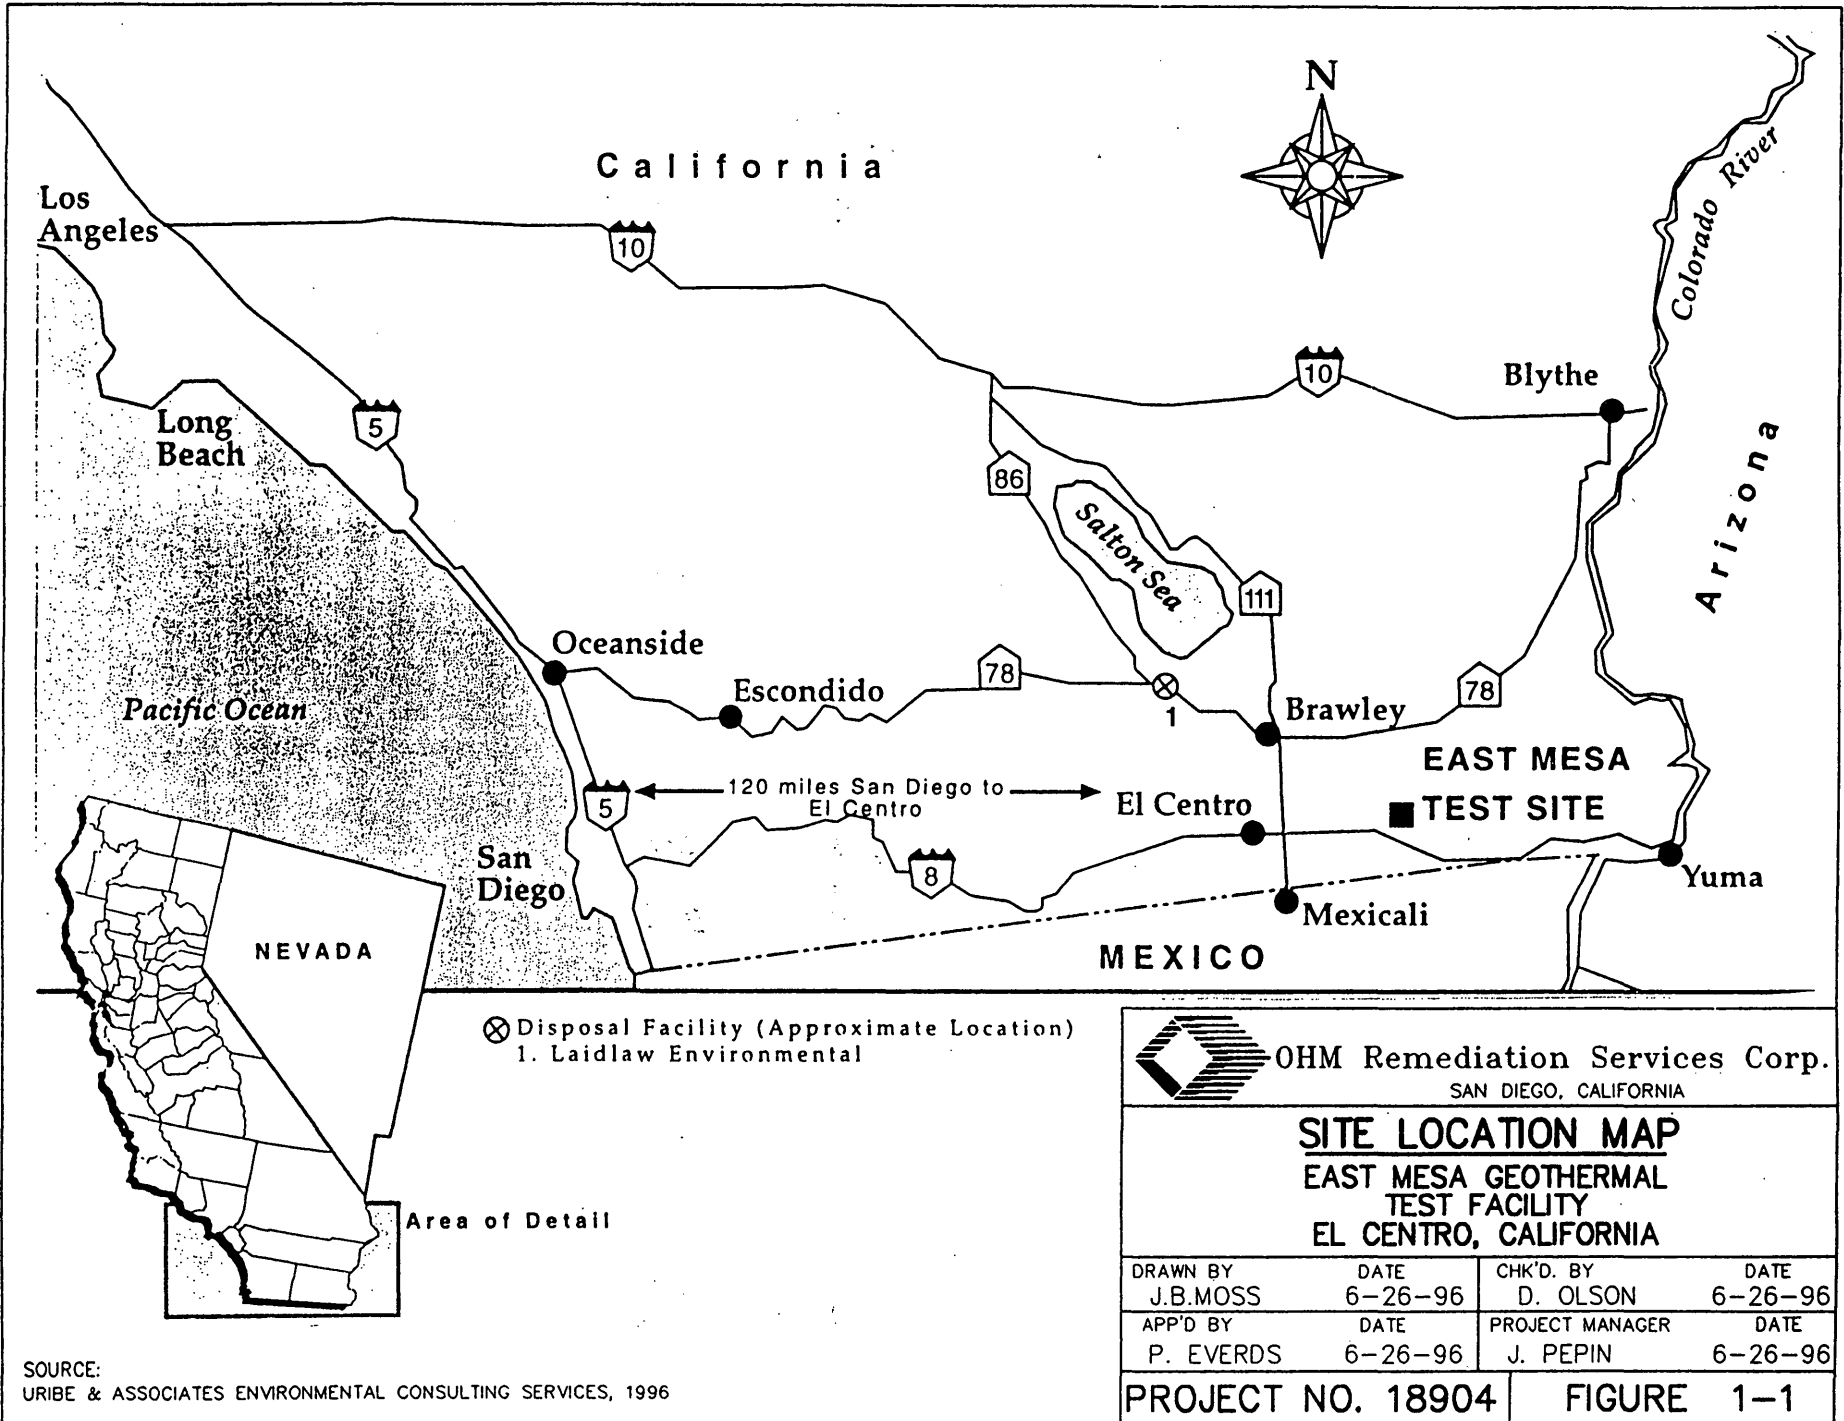 N
California
Los
Angeles
10
Colorado River
10
Blythe
Long
Beach
5
86
Salton Sea
Arizona
111
Oceanside
78
Escondido
78
Pacific Ocean
1
Brawley
EAST MESA
TEST SITE
120 miles San Diego to
El Centro
5
El Centro
San
Diego
8
Yuma
Mexicali
MEXICO
NEVADA
Disposal Facility (Approximate Location)
1. Laidlaw Environmental
Area of Detail
OHM Remediation Services Corp.
SAN DIEGO, CALIFORNIA
SITE LOCATION MAP
EAST MESA GEOTHERMAL
TEST FACILITY
EL CENTRO, CALIFORNIA
DRAWN BY DATE CHK'D. BY DATE
J.B.MOSS 6-26-96 D. OLSON 6-26-96
APP'D BY DATE PROJECT MANAGER DATE
P. EVERDS 6-26-96 J. PEPIN 6-26-96
PROJECT NO. 18904 FIGURE 1-1
SOURCE:
URIBE & ASSOCIATES ENVIRONMENTAL CONSULTING SERVICES, 1996